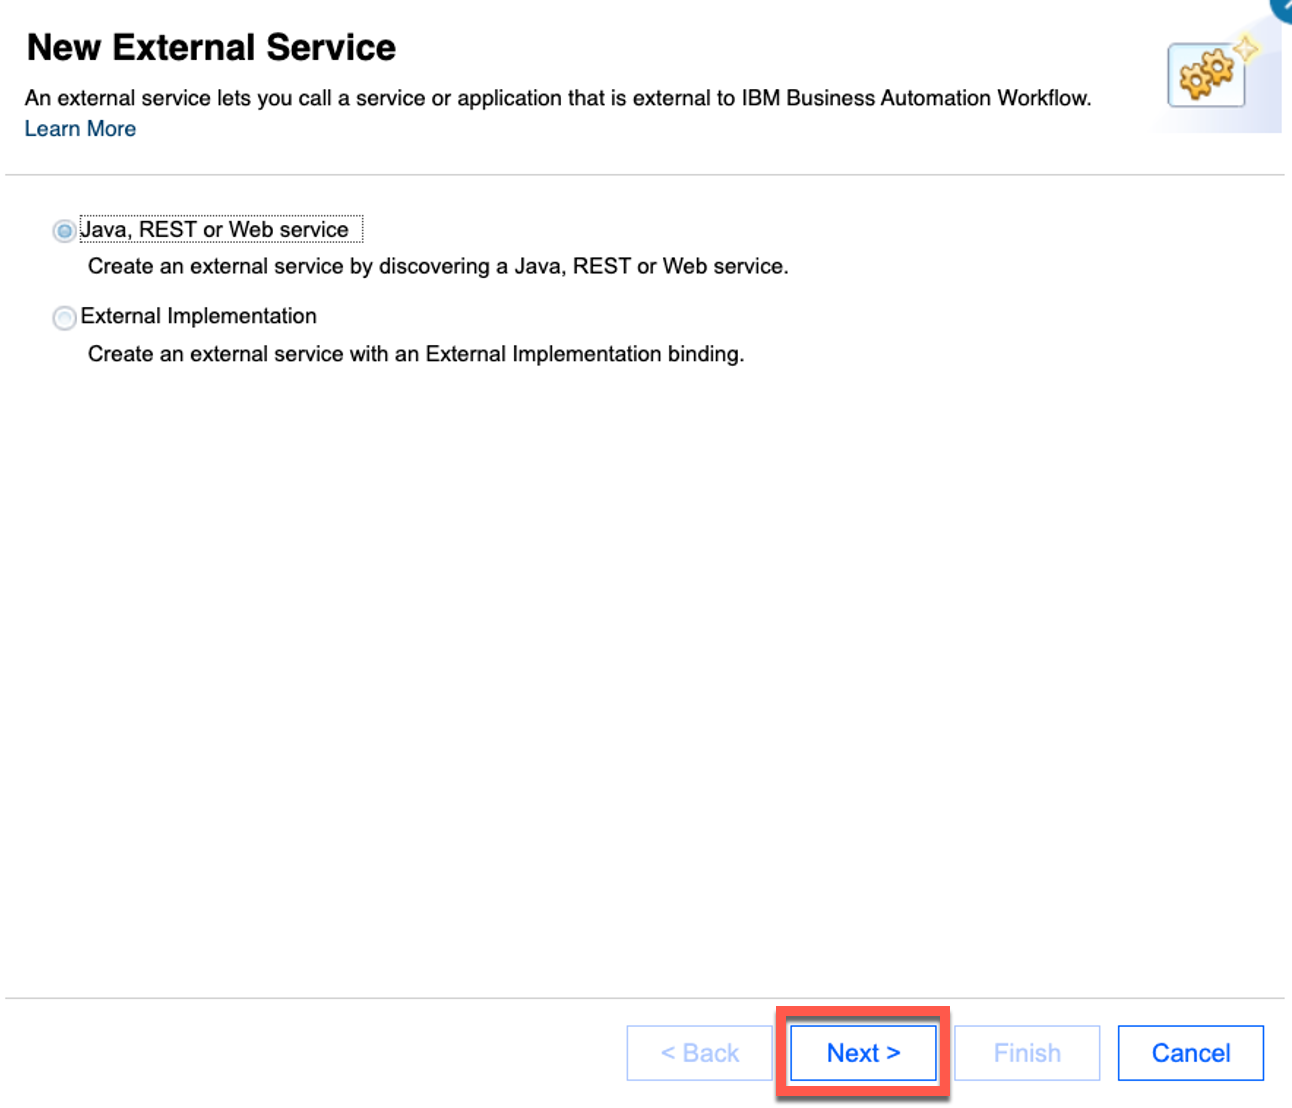 New External Service
An external service lets you call a service or application that is external to IBM Business Automation Workflow.
Learn More
Java, REST or Web service
Create an external service by discovering a Java, REST or Web service.
External Implementation
Create an external service with an External Implementation binding.
< Back
Next >
Finish
Cancel